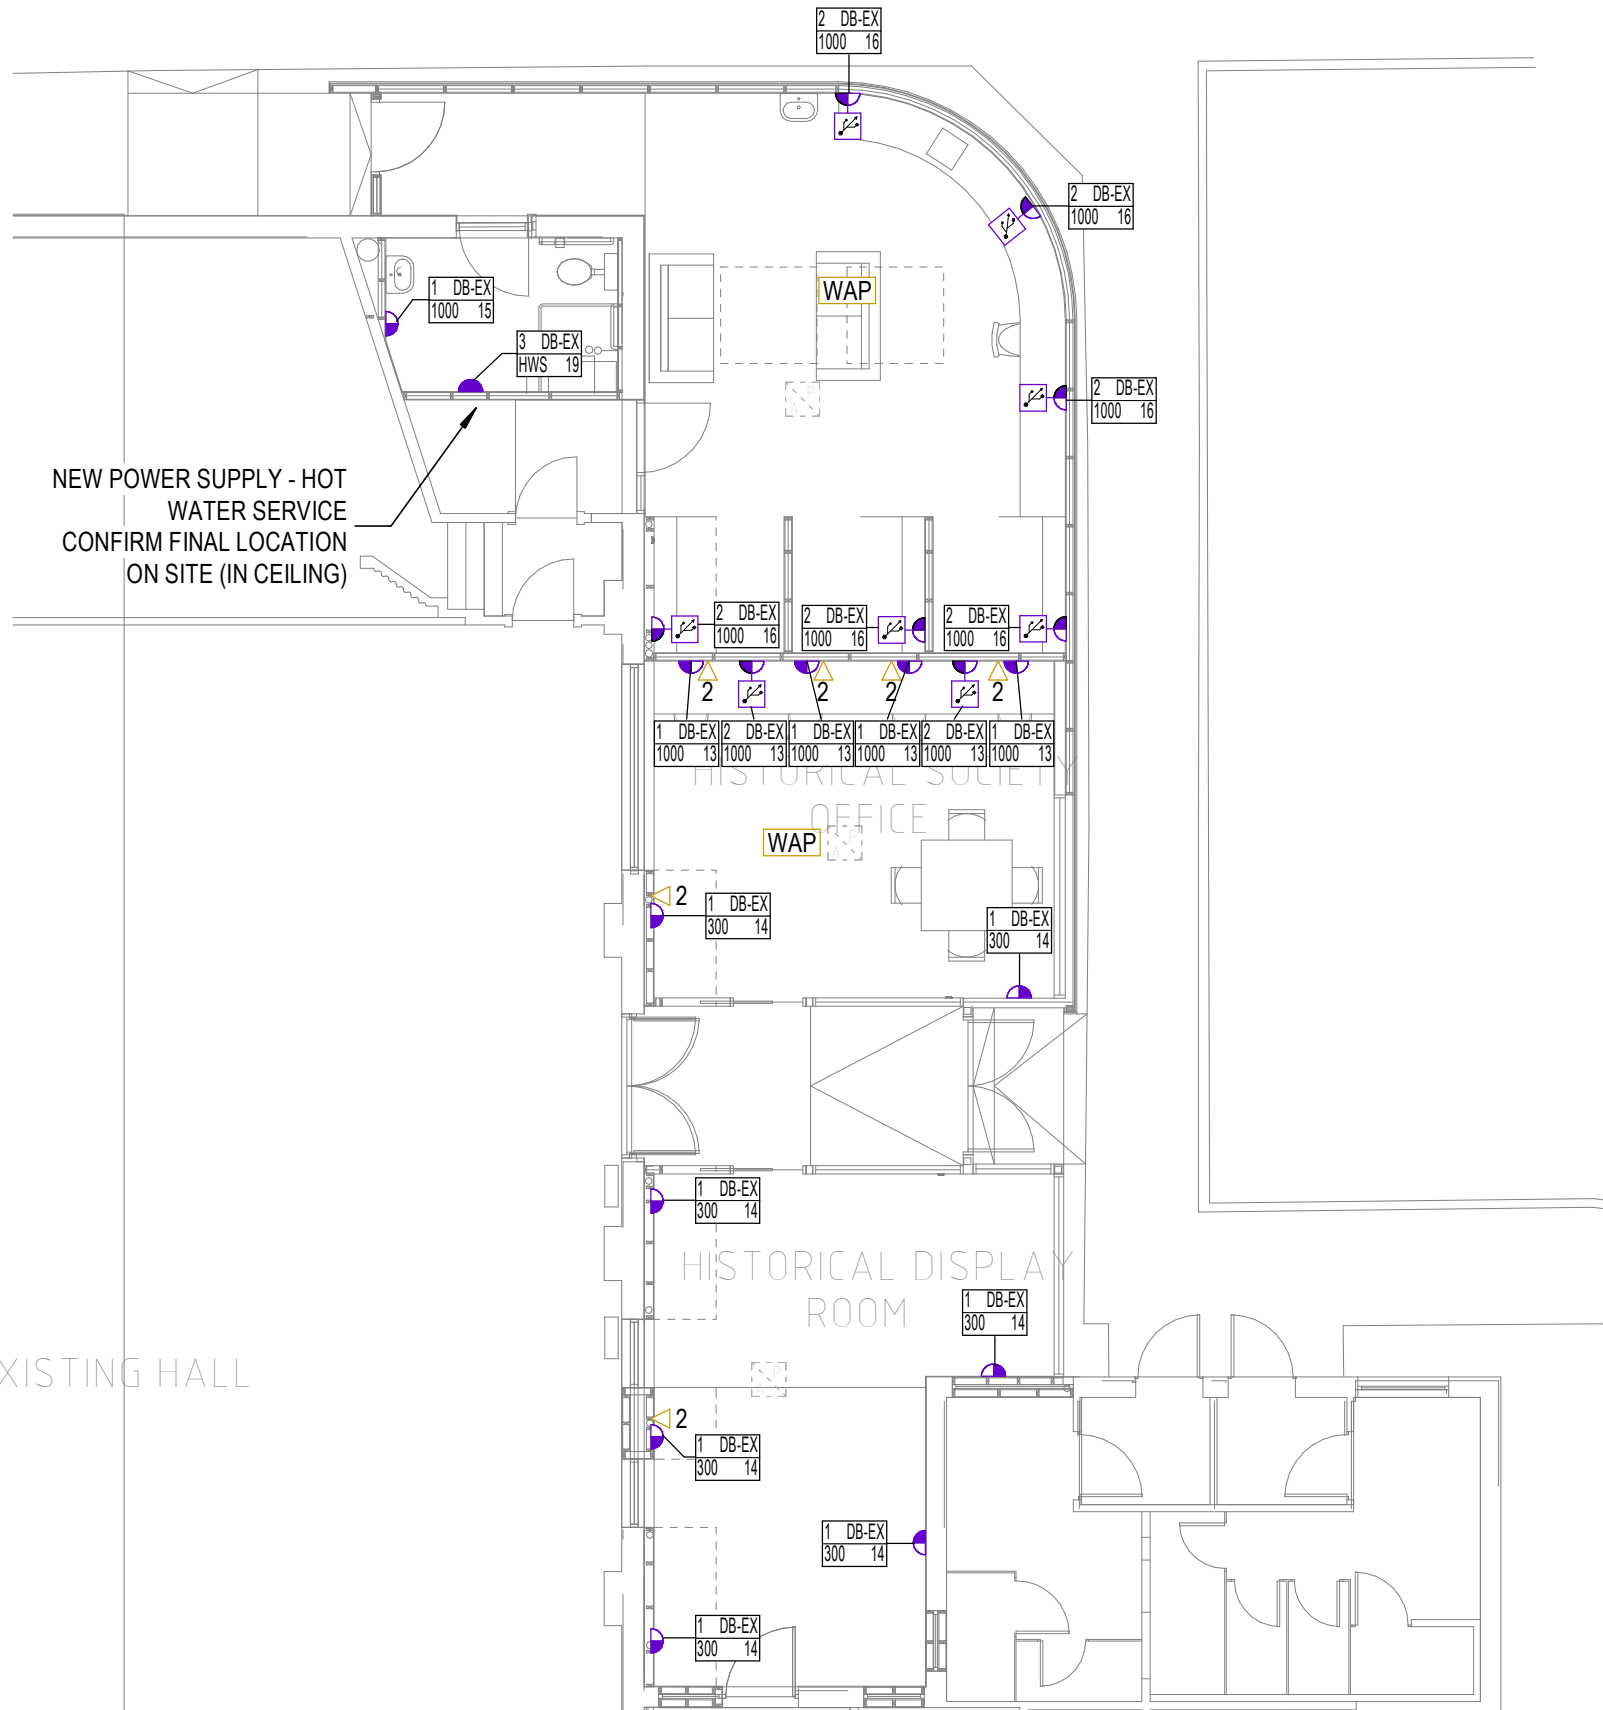 2 DB-EX
1000 16
2 DB-EX
1000 16
WAP
1 DB-EX
1000 15
3 DB-EX
HWS 19
2 DB-EX
1000 16
P
A
NEW POWER SUPPLY - HOT
WATER SERVICE
CONFIRM FINAL LOCATION
ON SITE (IN CEILING)
2 DB-EX
1000 16
2 DB-EX
1000 16
2 DB-EX
1000 16
2
2
2
2
1 DB-EX
1000 13
2 DB-EX
1000 13
1 DB-EX
1000 13
1 DB-EX
1000 13
2 DB-EX
1000 13
1 DB-EX
1000 13
HISTORICAL SOCIETY
OFFICE
WAP
P
A
2
1 DB-EX
300 14
1 DB-EX
300 14
1 DB-EX
300 14
HISTORICAL DISPLAY
ROOM
1 DB-EX
300 14
XISTING HALL
P
A
2
1 DB-EX
300 14
1 DB-EX
300 14
1 DB-EX
300 14